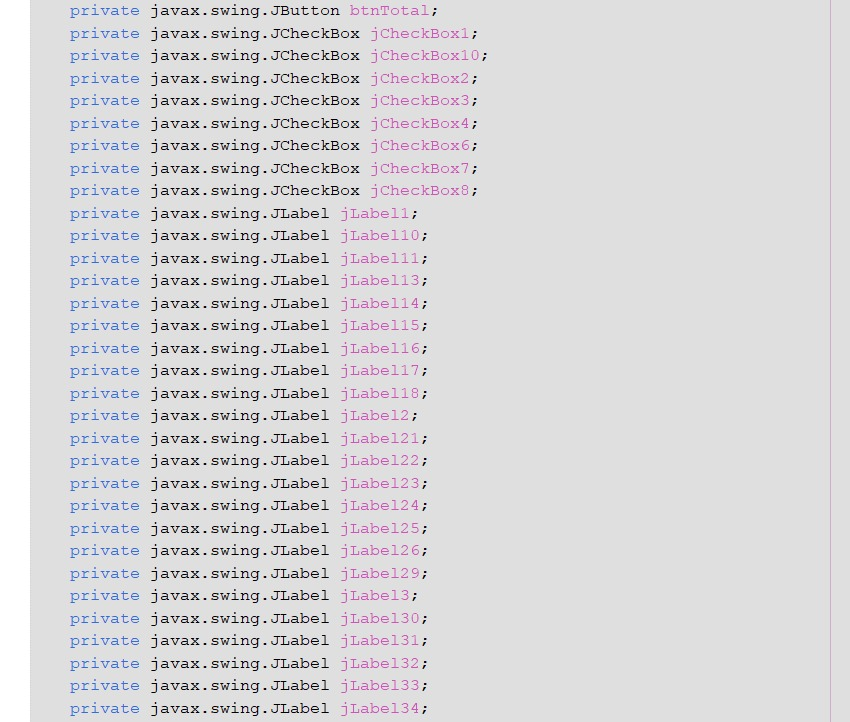 private javax.swing.JButton btnTotal;
private javax.swing.JCheckBox jCheckBox1;
private javax.swing.JCheckBox jCheckBox10;
private javax.swing.JCheckBox jCheckBox2;
private javax.swing.JCheckBox jCheckBox3;
private javax.swing.JCheckBox jCheckBox4;
private javax.swing.JCheckBox jCheckBox6;
private javax.swing.JCheckBox jCheckBox7;
private javax.swing.JCheckBox jCheckBox8;
private javax.swing.JLabel jLabel1;
private javax.swing.JLabel jLabel10;
private javax.swing.JLabel jLabel11;
private javax.swing.JLabel jLabel13;
private javax.swing.JLabel jLabel14;
private javax.swing.JLabel jLabel15;
private javax.swing.JLabel jLabel16;
private javax.swing.JLabel jLabel17;
private javax.swing.JLabel jLabel18;
private javax.swing.JLabel jLabel2;
private javax.swing.JLabel jLabel21;
private javax.swing.JLabel jLabel22;
private javax.swing.JLabel jLabel23;
private javax.swing.JLabel jLabel24;
private javax.swing.JLabel jLabel25;
private javax.swing.JLabel jLabel26;
private javax.swing.JLabel jLabel29;
private javax.swing.JLabel jLabel3;
private javax.swing.JLabel jLabel30;
private javax.swing.JLabel jLabel31;
private javax.swing.JLabel jLabel32;
private javax.swing.JLabel jLabel33;
private javax.swing.JLabel jLabel34;